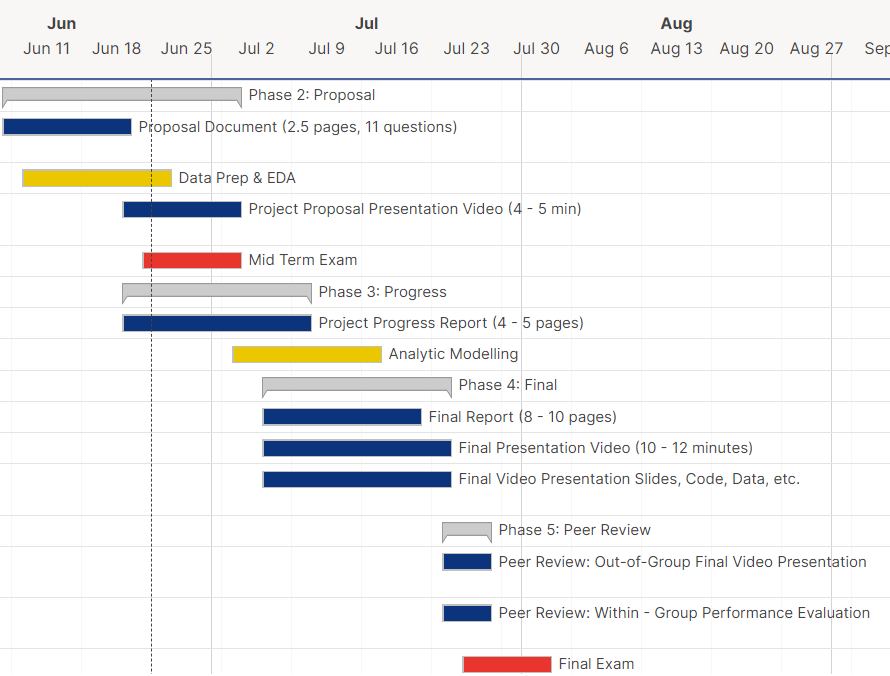 Jun Jul Aug
Jun 11 Jun 18 Jun 25 Jul 2 Jul 9 Jul 16 Jul 23 Jul 30 Aug 6 Aug 13 Aug 20 Aug 27 Sep
Phase 2: Proposal
Proposal Document (2.5 pages, 11 questions)
Data Prep & EDA
Project Proposal Presentation Video (4 - 5 min)
Mid Term Exam
Phase 3: Progress
Project Progress Report (4 - 5 pages)
Analytic Modelling
Phase 4: Final
Final Report (8 - 10 pages)
Final Presentation Video (10 - 12 minutes)
Final Video Presentation Slides, Code, Data, etc.
Phase 5: Peer Review
Peer Review: Out-of-Group Final Video Presentation
Peer Review: Within - Group Performance Evaluation
Final Exam